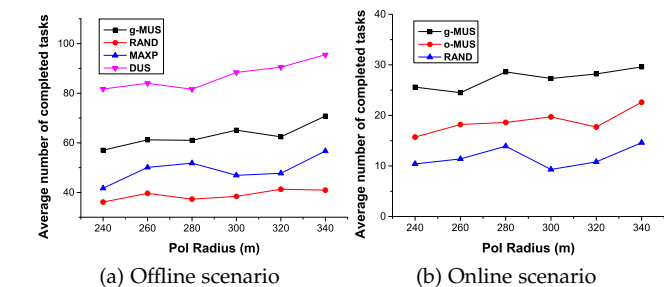 Average number of completed tasks
100
80
60
40
g-MUS
RAND
MAXP
DUS
240 260 280 300 320 340
PoI Radius (m)
(a) Offline scenario
Average number of completed tasks
40
30
20
10
0
g-MUS
o-MUS
RAND
240 260 280 300 320 340
PoI Radius (m)
(b) Online scenario